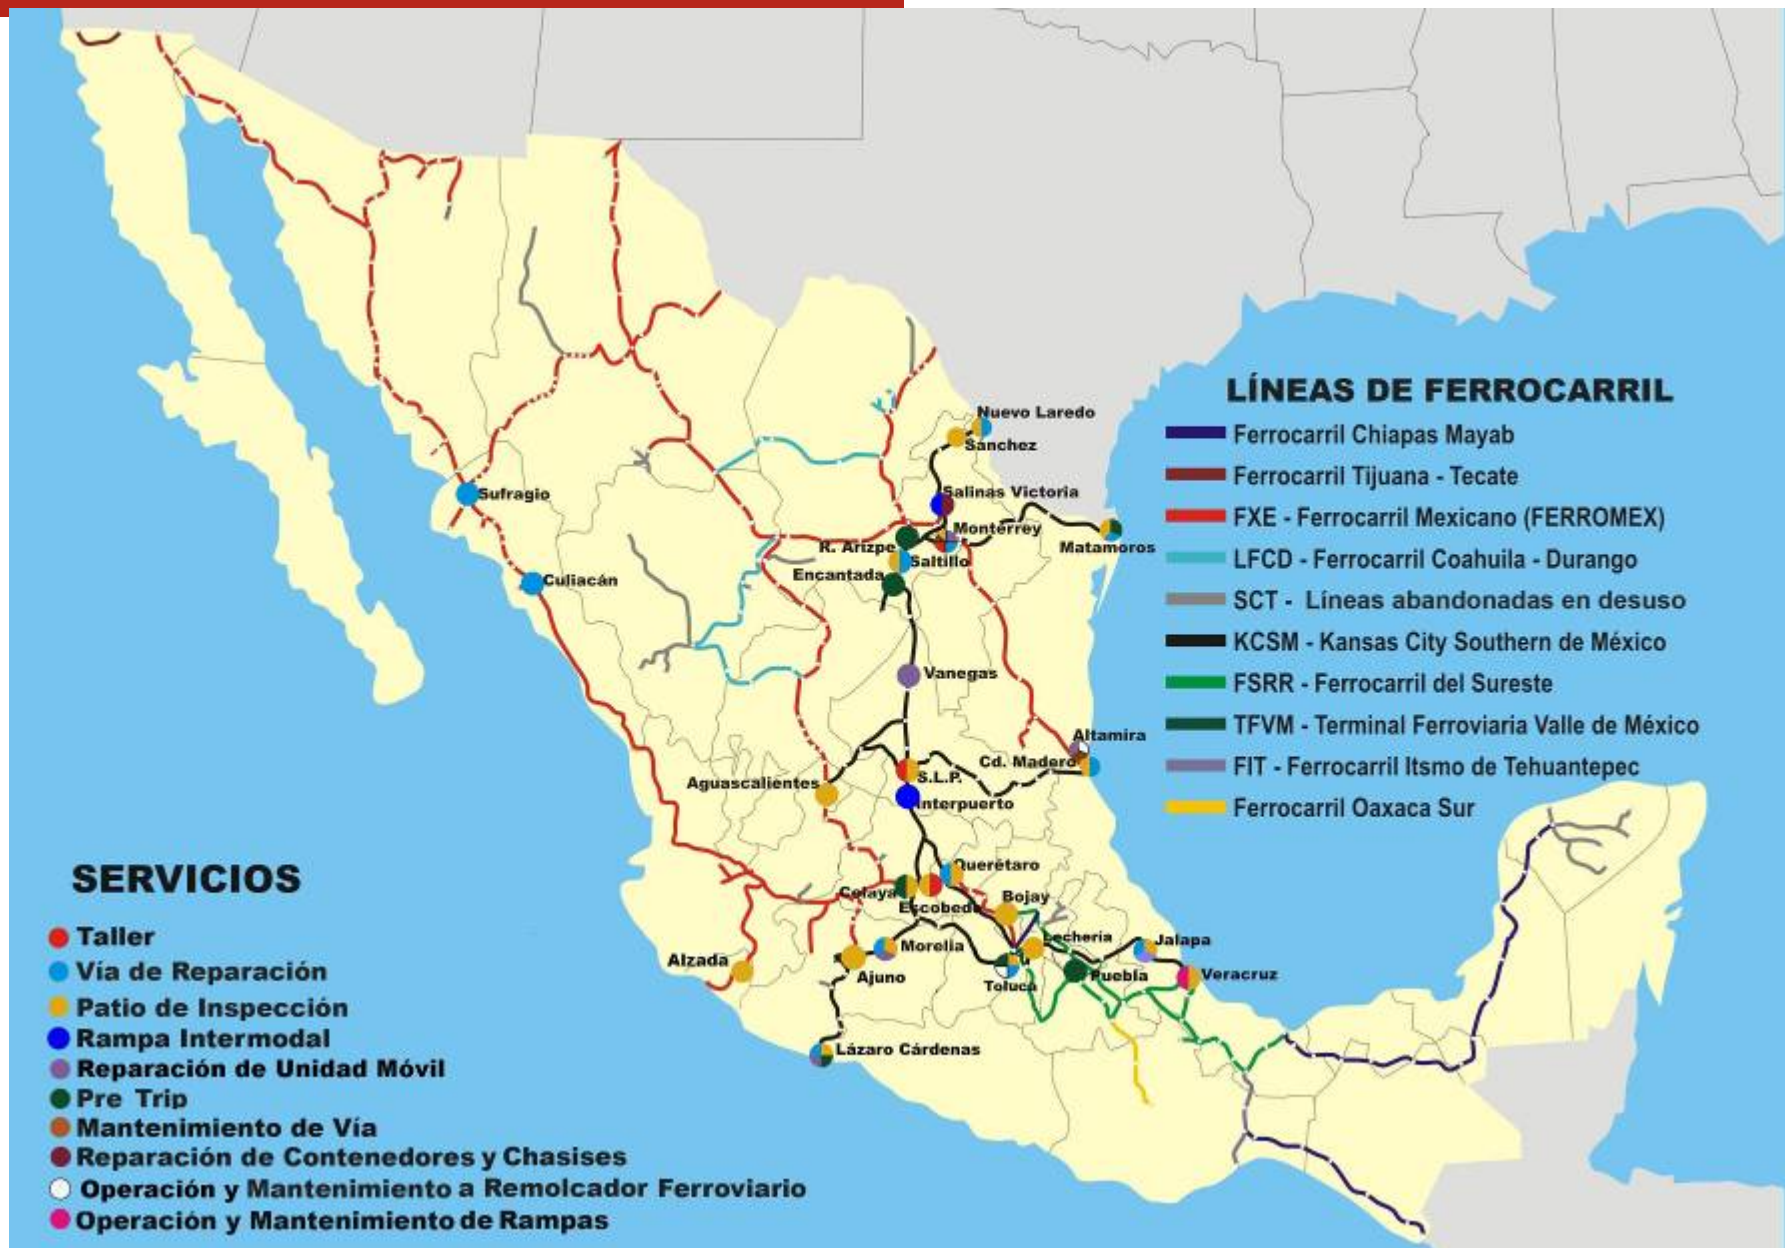 Nuevo Laredo
Sánchez
Sufragio
Salinas Victoria
Monterrey
R. Arizpe
Matamoros
Saltillo
Encantada
Culiacán
Vanegas
Altamira
Cd. Madero
S.L.P.
Aguascalientes
Interpuerto
Querétaro
Celaya
Bojay
Escobedo
Lechería
Jalapa
Morelia
Alzada
Ajuno
Toluca
Puebla
Veracruz
Lázaro Cárdenas
LÍNEAS DE FERROCARRIL
Ferrocarril Chiapas Mayab
Ferrocarril Tijuana - Tecate
FXE - Ferrocarril Mexicano (FERROMEX)
LFCD - Ferrocarril Coahuila - Durango
SCT - Líneas abandonadas en desuso
KCSM - Kansas City Southern de México
FSRR - Ferrocarril del Sureste
TFVM - Terminal Ferroviaria Valle de México
FIT - Ferrocarril Itsmo de Tehuantepec
Ferrocarril Oaxaca Sur
SERVICIOS
Taller
Vía de Reparación
Patio de Inspección
Rampa Intermodal
Reparación de Unidad Móvil
Pre Trip
Mantenimiento de Vía
Reparación de Contenedores y Chasises
Operación y Mantenimiento a Remolcador Ferroviario
Operación y Mantenimiento de Rampas